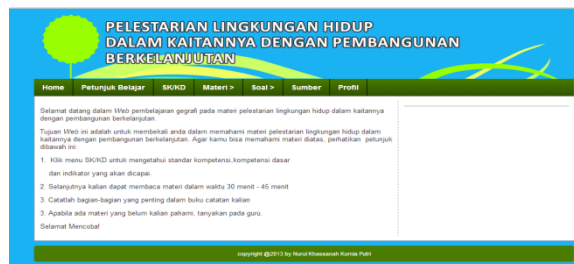 PELESTARIAN LINGKUNGAN HIDUP
DALAM KAITANNYA DENGAN PEMBANGUNAN
BERKELANJUTAN
Home Petunjuk Belajar SK/KD Materi > Soal > Sumber Profil
Selamat datang dalam Web pembelajaran gegrafi pada materi pelestarian lingkungan hidup dalam kaitannya
dengan pembangunan berkelanjutan.
Tujuan Web ini adalah untuk membekali anda dalam memahami materi pelestarian lingkungan hidup dalam
kaitannya dengan pembangunan berkelanjutan. Agar kamu bisa memahami materi diatas, perhatikan petunjuk
dibawah ini:
1. Klik menu SK/KD untuk mengetahui standar kompetensi,kompetensi dasar
dan indikator yang akan dicapai.
2. Selanjutnya kalian dapat membaca materi dalam waktu 30 menit - 45 menit
3. Catatlah bagian-bagian yang penting dalam buku catatan kalian
3. Apabila ada materi yang belum kalian pahami, tanyakan pada guru.
Selamat Mencoba!
copyright @2013 by Nurul Khassanah Kurnia Putri